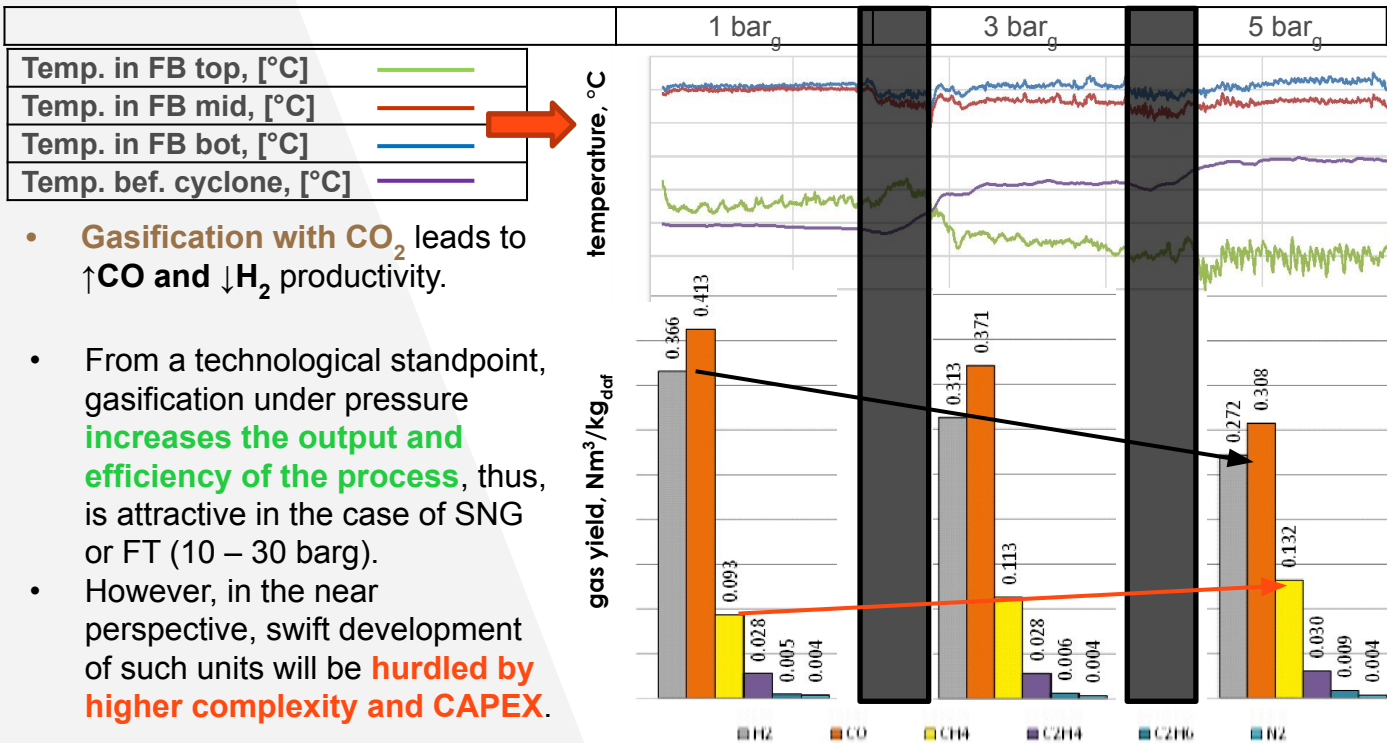 1 bar_g
3 bar_g
5 bar_g
Temp. in FB top, [°C]
Temp. in FB mid, [°C]
Temp. in FB bot, [°C]
Temp. bef. cyclone, [°C]
• Gasification with CO₂ leads to
↑CO and ↓H₂ productivity.
• From a technological standpoint,
gasification under pressure
increases the output and
efficiency of the process, thus,
is attractive in the case of SNG
or FT (10 – 30 barg).
• However, in the near
perspective, swift development
of such units will be hurdled by
higher complexity and CAPEX.
temperature, °C
gas yield, Nm³/kg_daf
0.366
0.413
0.093
0.028
0.005
0.004
0.313
0.371
0.113
0.028
0.006
0.004
0.272
0.308
0.132
0.030
0.009
0.004
H2
CO
CH4
C2H4
C2H6
N2